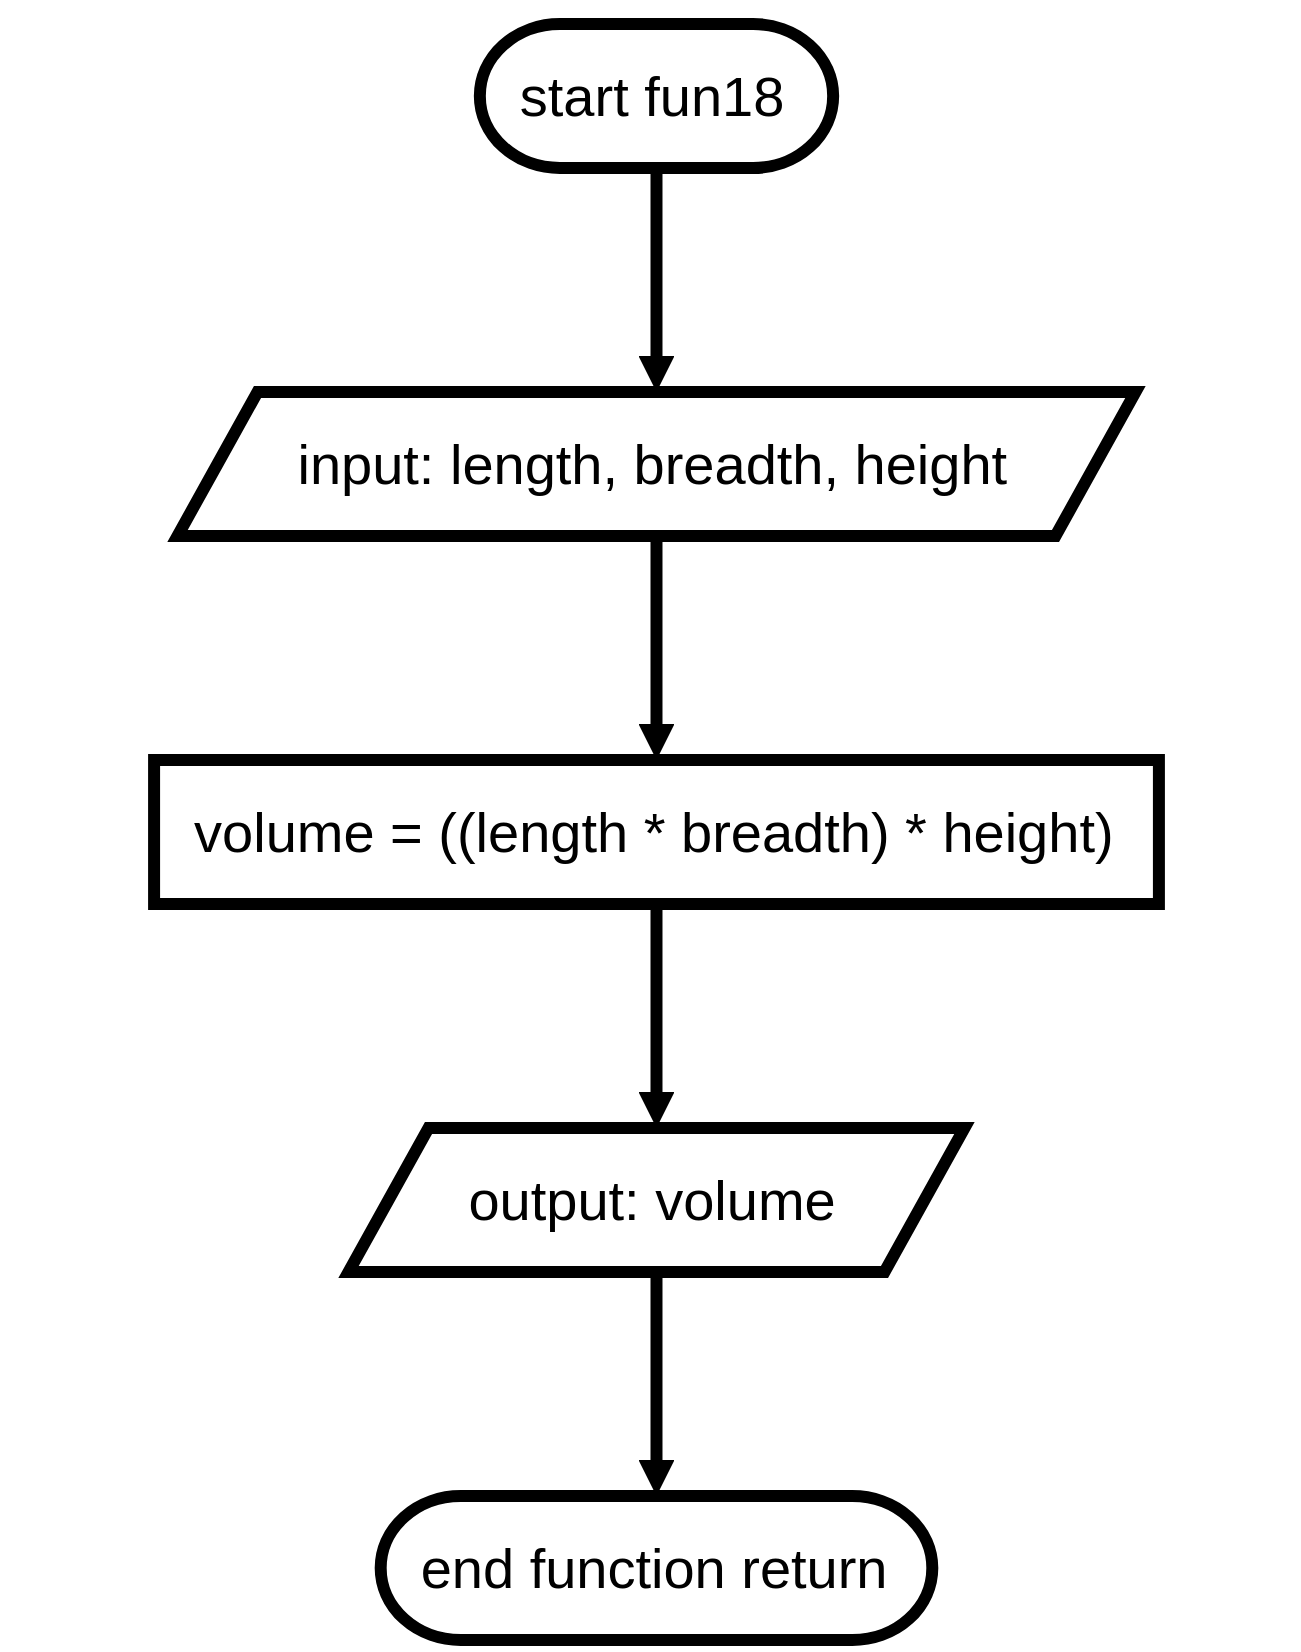 start fun18
input: length, breadth, height
volume = ((length * breadth) * height)
output: volume
end function return